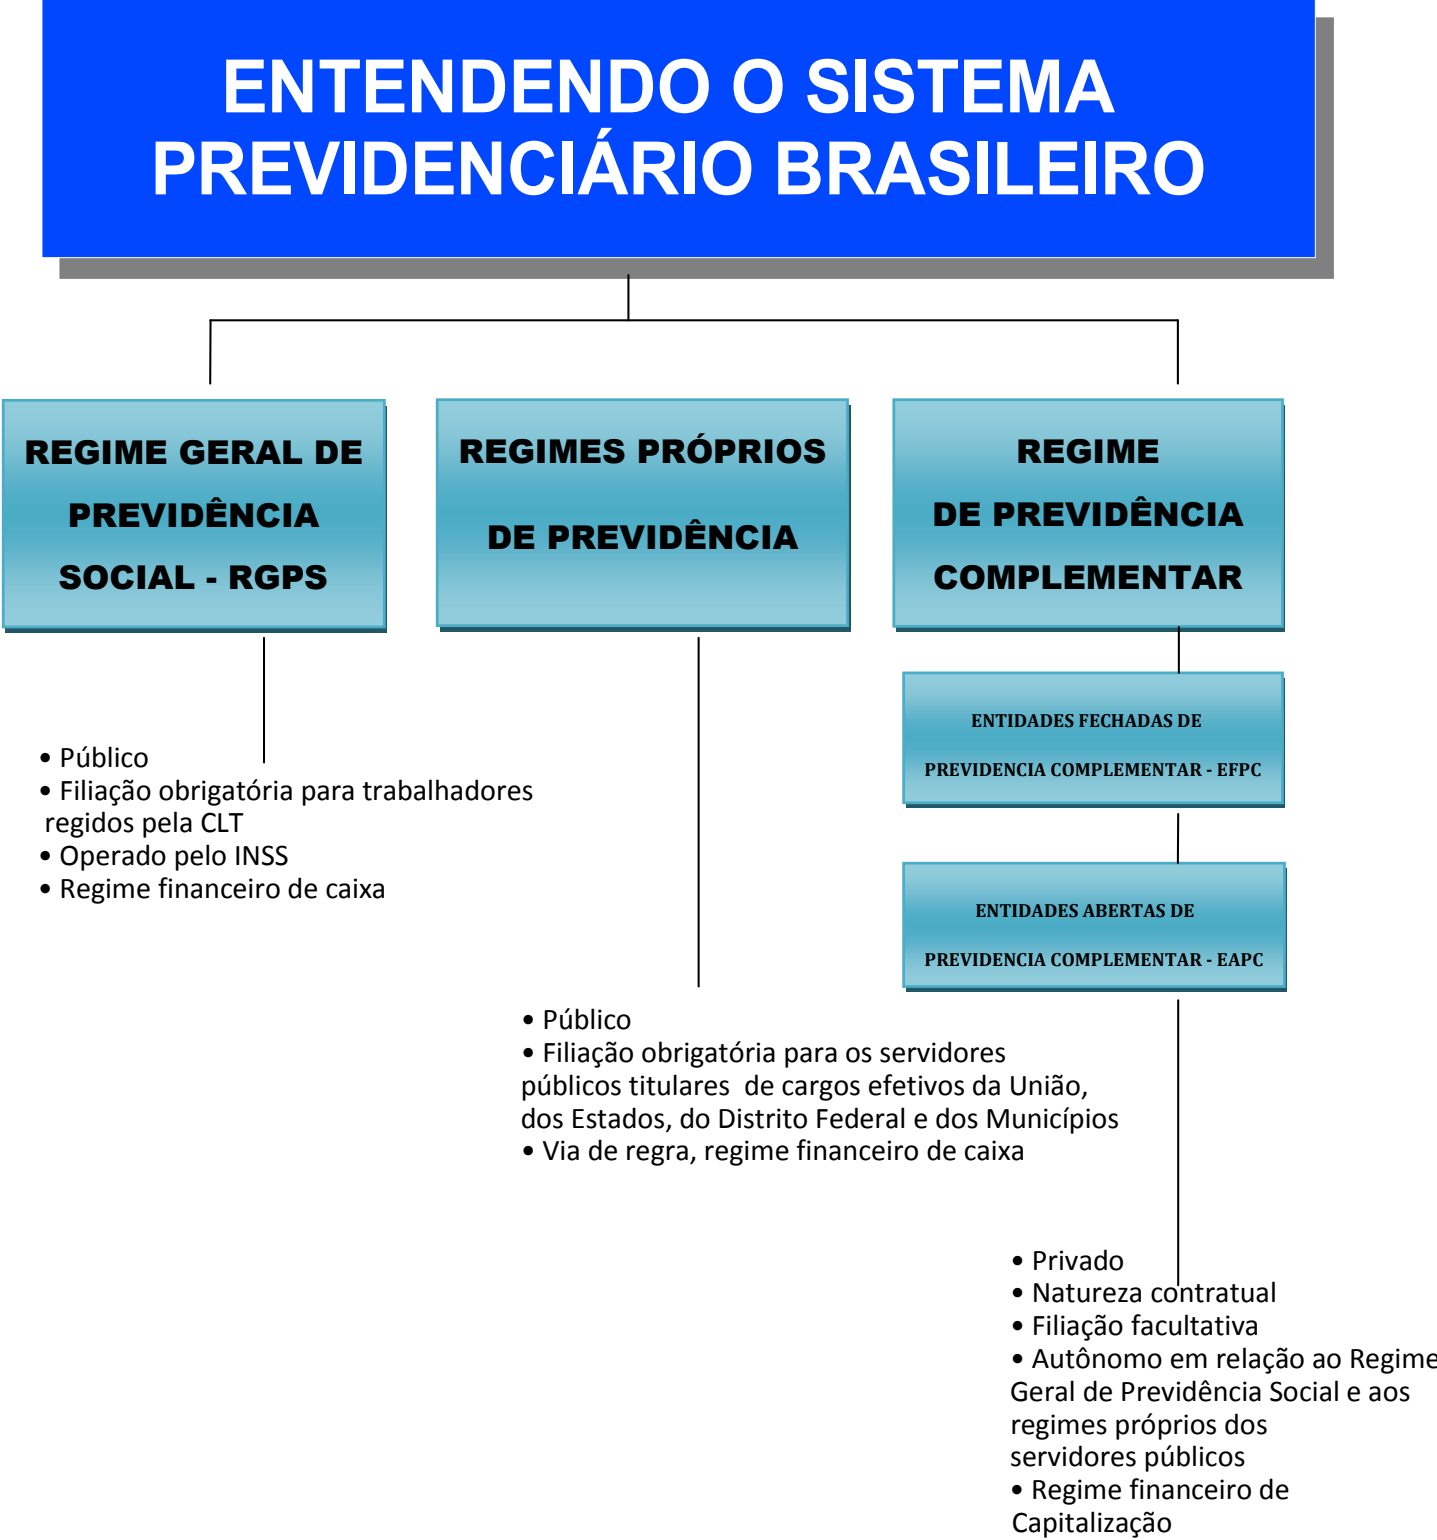 ENTENDENDO O SISTEMA
PREVIDENCIÁRIO BRASILEIRO
REGIME GERAL DE
PREVIDÊNCIA
SOCIAL - RGPS
REGIMES PRÓPRIOS
DE PREVIDÊNCIA
REGIME
DE PREVIDÊNCIA
COMPLEMENTAR
ENTIDADES FECHADAS DE
PREVIDENCIA COMPLEMENTAR - EFPC
ENTIDADES ABERTAS DE
PREVIDENCIA COMPLEMENTAR - EAPC
• Público
• Filiação obrigatória para trabalhadores
regidos pela CLT
• Operado pelo INSS
• Regime financeiro de caixa
• Público
• Filiação obrigatória para os servidores
públicos titulares  de cargos efetivos da União,
dos Estados, do Distrito Federal e dos Municípios
• Via de regra, regime financeiro de caixa
• Privado
• Natureza contratual
• Filiação facultativa
• Autônomo em relação ao Regime
Geral de Previdência Social e aos
regimes próprios dos
servidores públicos
• Regime financeiro de
Capitalização